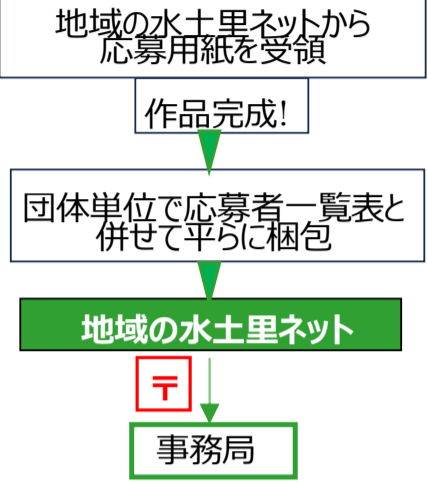 地域の水土里ネットから
応募用紙を受領
作品完成!
団体単位で応募者一覧表と
併せて平らに梱包
地域の水土里ネット
〒
事務局